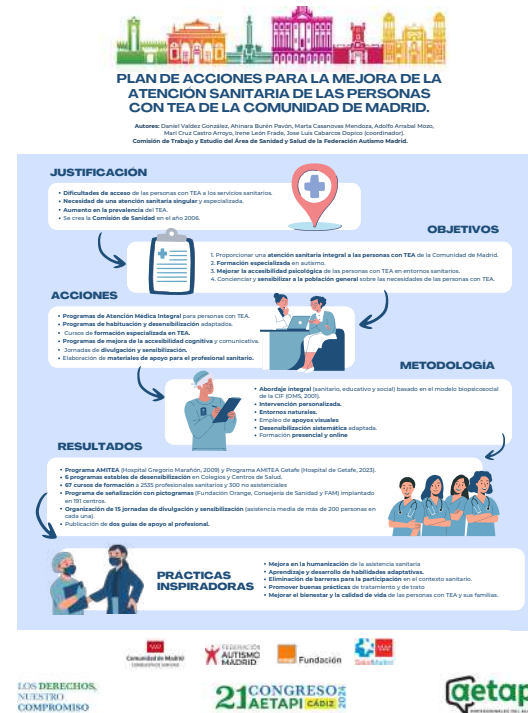 PLAN DE ACCIONES PARA LA MEJORA DE LA
ATENCIÓN SANITARIA DE LAS PERSONAS
CON TEA DE LA COMUNIDAD DE MADRID.
Autores: Daniel Valdez González, Ahinara Burén Pavón, Marta Casanovas Mendoza, Adolfo Arrabal Mozo,
Mari Cruz Castro Arroyo, Irene León Frade, Jose Luis Cabarcos Dopico (coordinador).
Comisión de Trabajo y Estudio del Área de Sanidad y Salud de la Federación Autismo Madrid.
JUSTIFICACIÓN
• Dificultades de acceso de las personas con TEA a los servicios sanitarios.
• Necesidad de una atención sanitaria singular y especializada.
• Aumento en la prevalencia del TEA.
• Se crea la Comisión de Sanidad en el año 2006.
OBJETIVOS
1. Proporcionar una atención sanitaria integral a las personas con TEA de la Comunidad de Madrid.
2. Formación especializada en autismo.
3. Mejorar la accesibilidad psicológica de las personas con TEA en entornos sanitarios.
4. Concienciar y sensibilizar a la población general sobre las necesidades de las personas con TEA.
ACCIONES
• Programas de Atención Médica Integral para personas con TEA.
• Programas de habituación y desensibilización adaptados.
• Cursos de formación especializada en TEA.
• Programas de mejora de la accesibilidad cognitiva y comunicativa.
• Jornadas de divulgación y sensibilización.
• Elaboración de materiales de apoyo para el profesional sanitario.
METODOLOGÍA
• Abordaje integral (sanitario, educativo y social) basado en el modelo biopsicosocial
de la CIF (OMS, 2001).
• Intervención personalizada.
• Entornos naturales.
• Empleo de apoyos visuales
• Desensibilización sistemática adaptada.
• Formación presencial y online
RESULTADOS
• Programa AMITEA (Hospital Gregorio Marañón, 2009) y Programa AMITEA Getafe (Hospital de Getafe, 2023).
• 6 programas estables de desensibilización en Colegios y Centros de Salud.
• 67 cursos de formación a 2535 profesionales sanitarios y 300 no asistenciales
• Programa de señalización con pictogramas (Fundación Orange, Consejería de Sanidad y FAM) implantado
en 191 centros.
• Organización de 15 jornadas de divulgación y sensibilización (asistencia media de más de 200 personas en
cada una).
• Publicación de dos guías de apoyo al profesional.
PRÁCTICAS
INSPIRADORAS
• Mejora en la humanización de la asistencia sanitaria
• Aprendizaje y desarrollo de habilidades adaptativas.
• Eliminación de barreras para la participación en el contexto sanitario.
• Promover buenas prácticas de tratamiento y de trato
• Mejorar el bienestar y la calidad de vida de las personas con TEA y sus familias.
Comunidad de Madrid
FEDERACIÓN
AUTISMO
MADRID
Fundación
SaludMadrid
LOS DERECHOS,
NUESTRO
COMPROMISO
21 CONGRESO
AETAPI CÁDIZ 2024
aetap